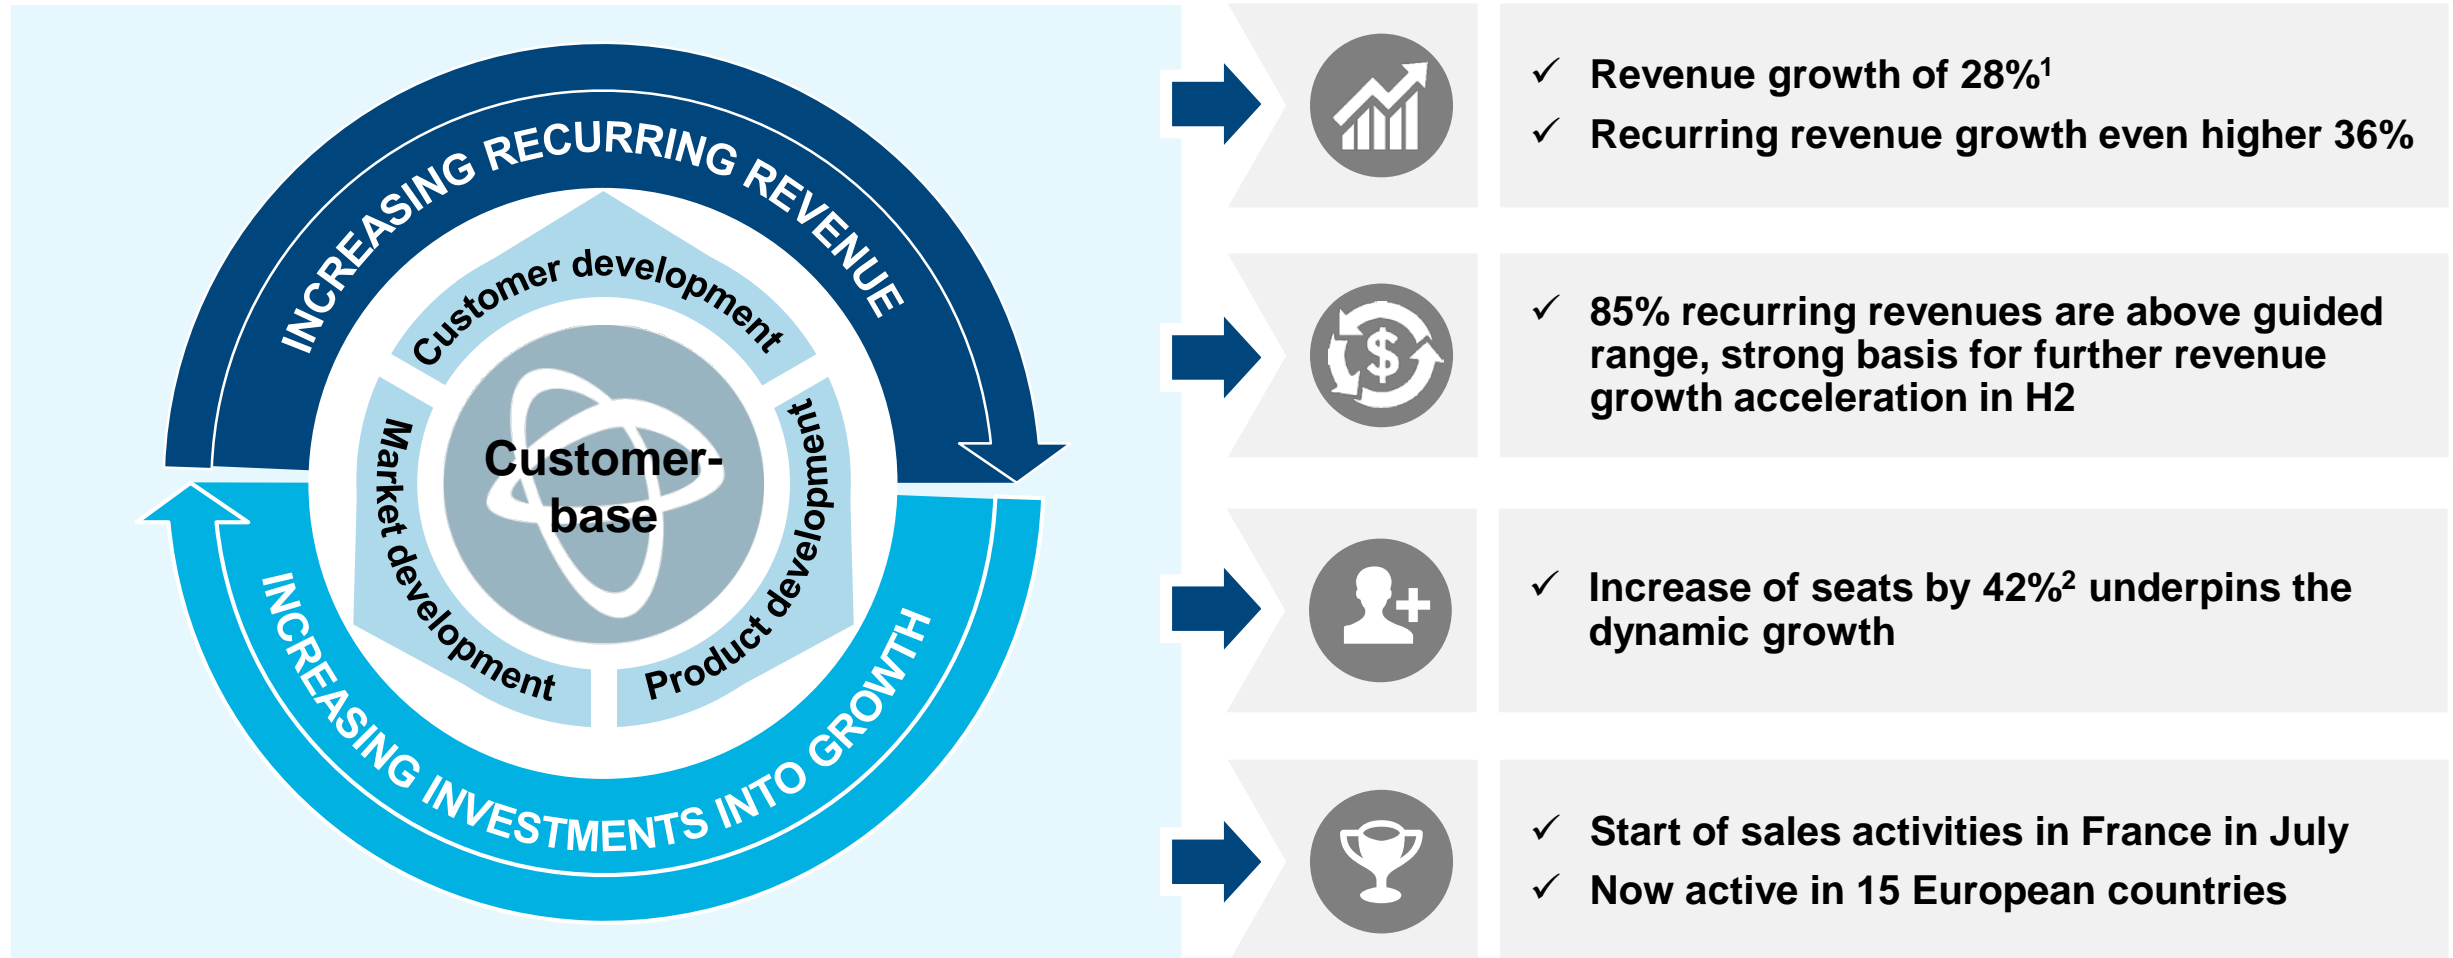 INCREASING RECURRING REVENUE
Customer development
Market development
Product development
Customer-
base
INCREASING INVESTMENTS INTO GROWTH
✓ Revenue growth of 28%¹
✓ Recurring revenue growth even higher 36%
$
✓ 85% recurring revenues are above guided
range, strong basis for further revenue
growth acceleration in H2
✓ Increase of seats by 42%² underpins the
dynamic growth
✓ Start of sales activities in France in July
✓ Now active in 15 European countries